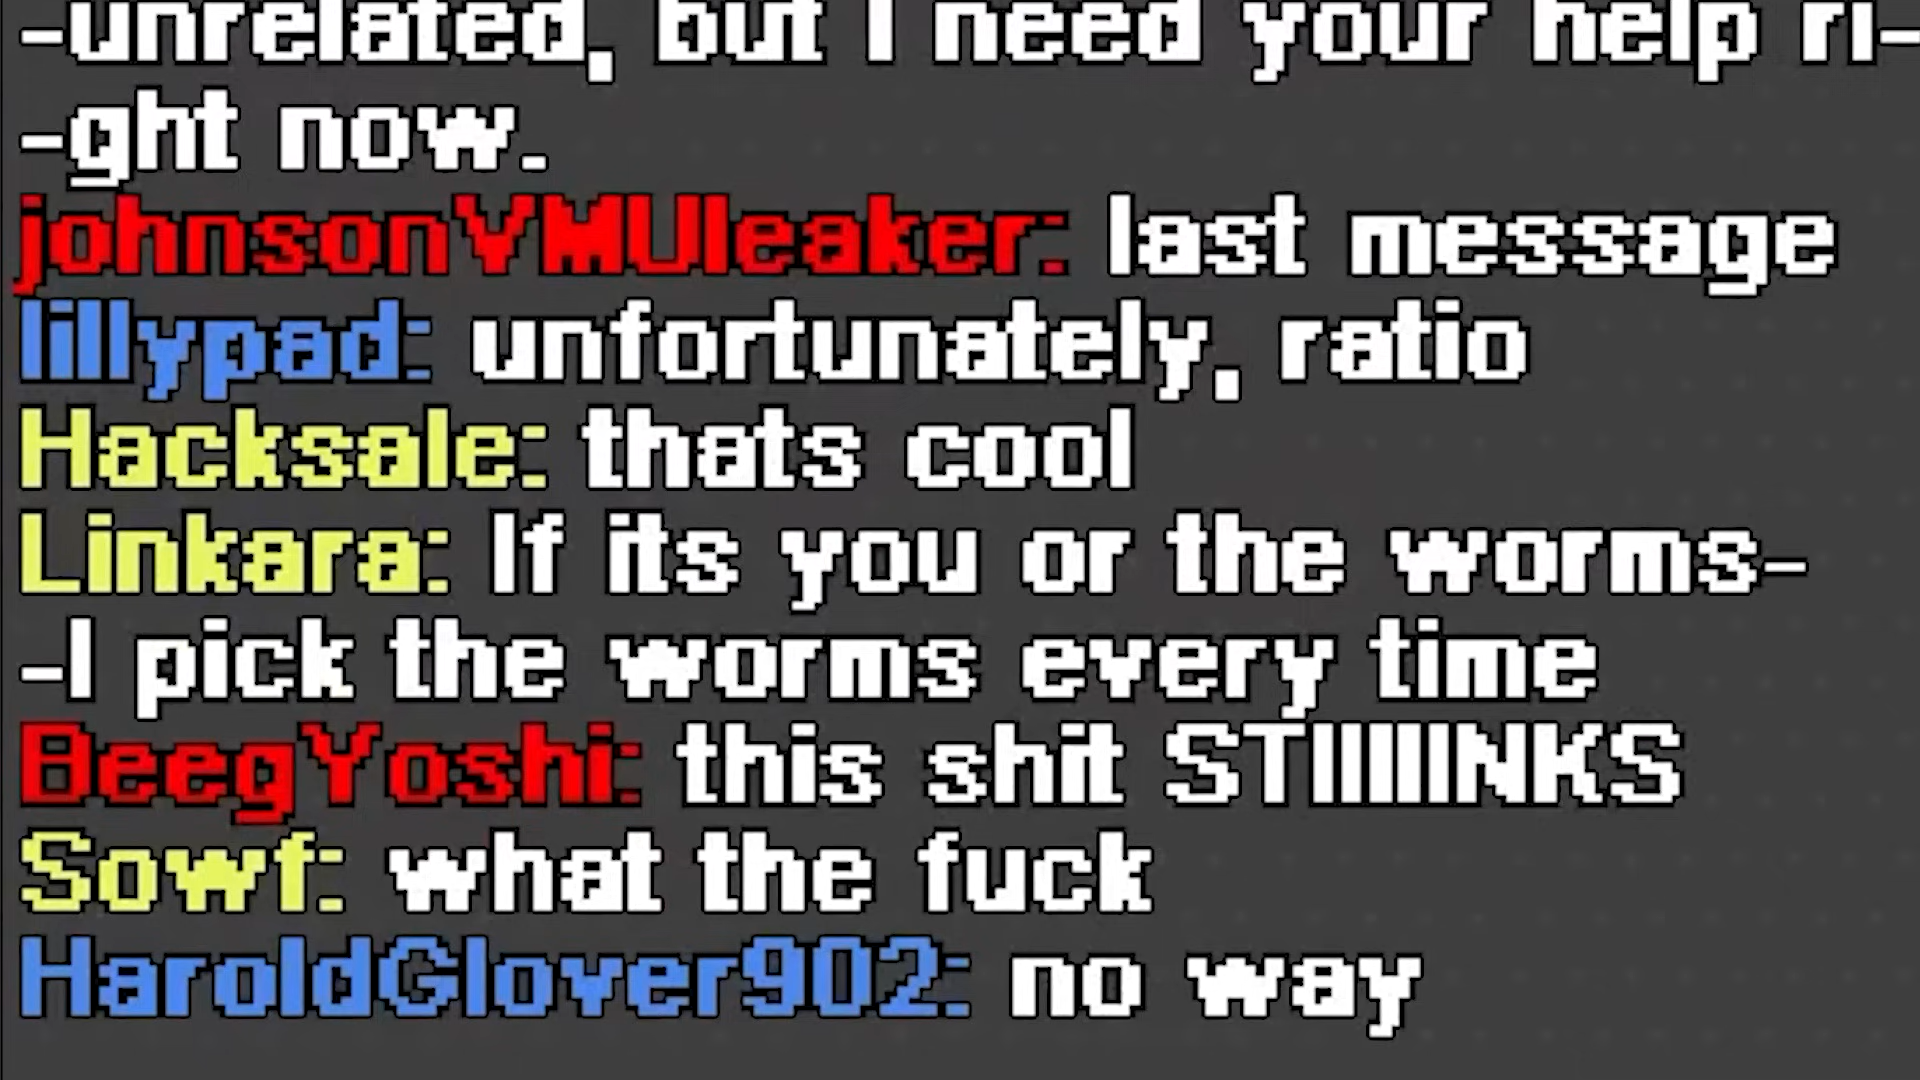 -unrelated, but I need your help ri-
-ght now.
johnsonVMUleaker: last message
lillypad: unfortunately, ratio
Hacksale: thats cool
Linkara: If its you or the worms-
-I pick the worms every time
BeegYoshi: this shit STIIIIINKS
Sowf: what the fuck
HaroldGlover902: no way